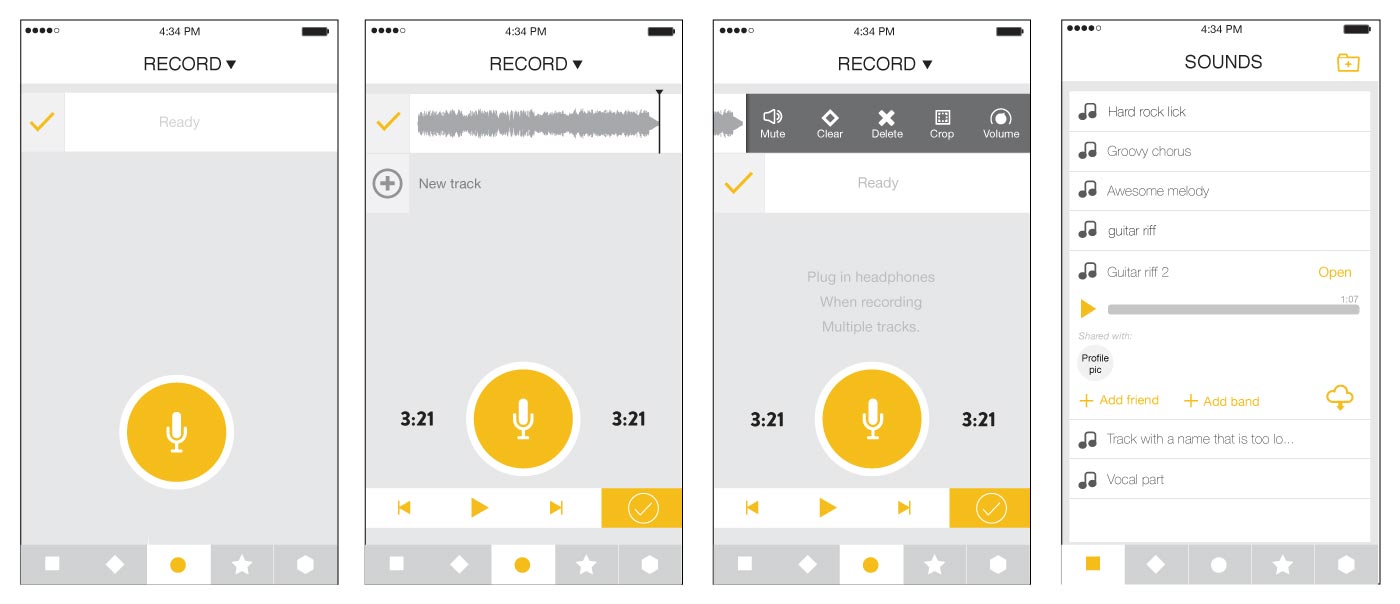 4:34 PM
RECORD ▼
Ready
4:34 PM
RECORD ▼
New track
3:21 3:21
4:34 PM
RECORD ▼
Mute Clear Delete Crop Volume
Ready
Plug in headphones
When recording
Multiple tracks.
3:21 3:21
4:34 PM
SOUNDS
Hard rock lick
Groovy chorus
Awesome melody
guitar riff
Guitar riff 2 Open
1:07
Shared with:
Profile
pic
Add friend Add band
Track with a name that is too lo...
Vocal part